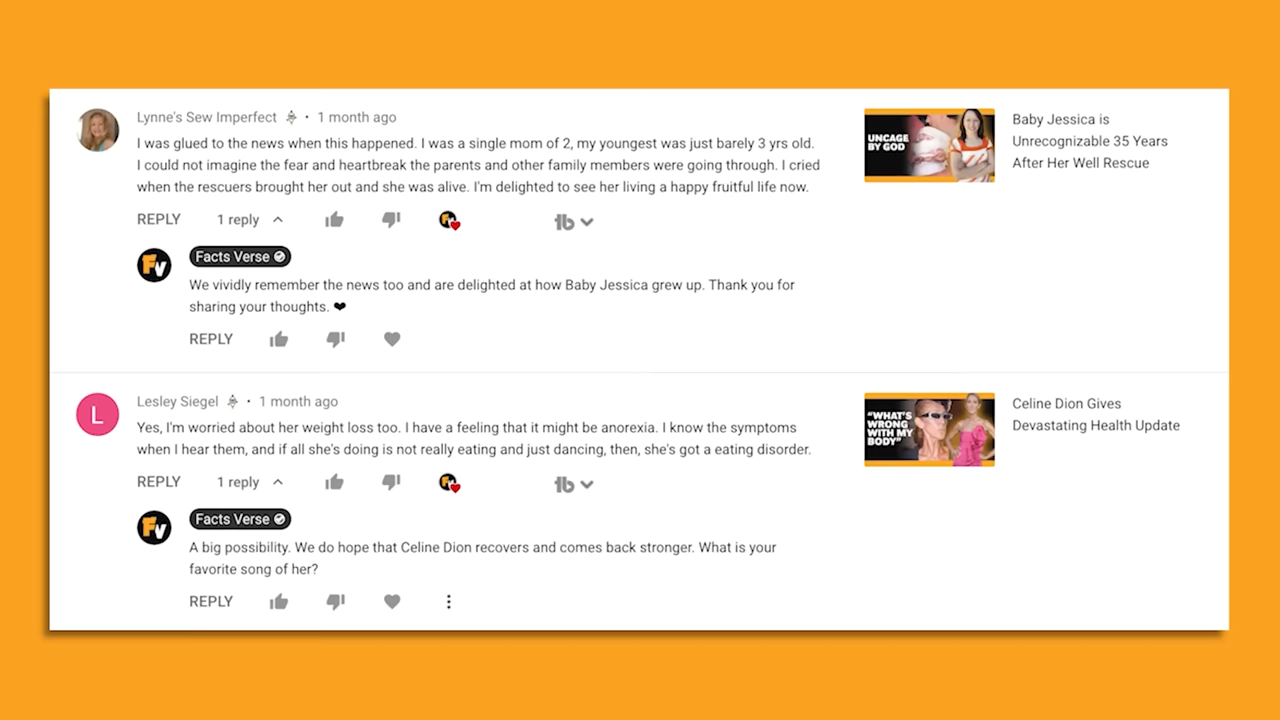 Lynne's Sew Imperfect • 1 month ago
I was glued to the news when this happened. I was a single mom of 2, my youngest was just barely 3 yrs old.
I could not imagine the fear and heartbreak the parents and other family members were going through. I cried
when the rescuers brought her out and she was alive. I'm delighted to see her living a happy fruitful life now.
REPLY 1 reply
tb
UNCAGE
BY GOD
Baby Jessica is
Unrecognizable 35 Years
After Her Well Rescue
FV
Facts Verse
We vividly remember the news too and are delighted at how Baby Jessica grew up. Thank you for
sharing your thoughts. ❤
REPLY
L
Lesley Siegel • 1 month ago
Yes, I'm worried about her weight loss too. I have a feeling that it might be anorexia. I know the symptoms
when I hear them, and if all she's doing is not really eating and just dancing, then, she's got a eating disorder.
REPLY 1 reply
tb
"WHAT'S
WRONG
WITH MY
BODY"
Celine Dion Gives
Devastating Health Update
FV
Facts Verse
A big possibility. We do hope that Celine Dion recovers and comes back stronger. What is your
favorite song of her?
REPLY